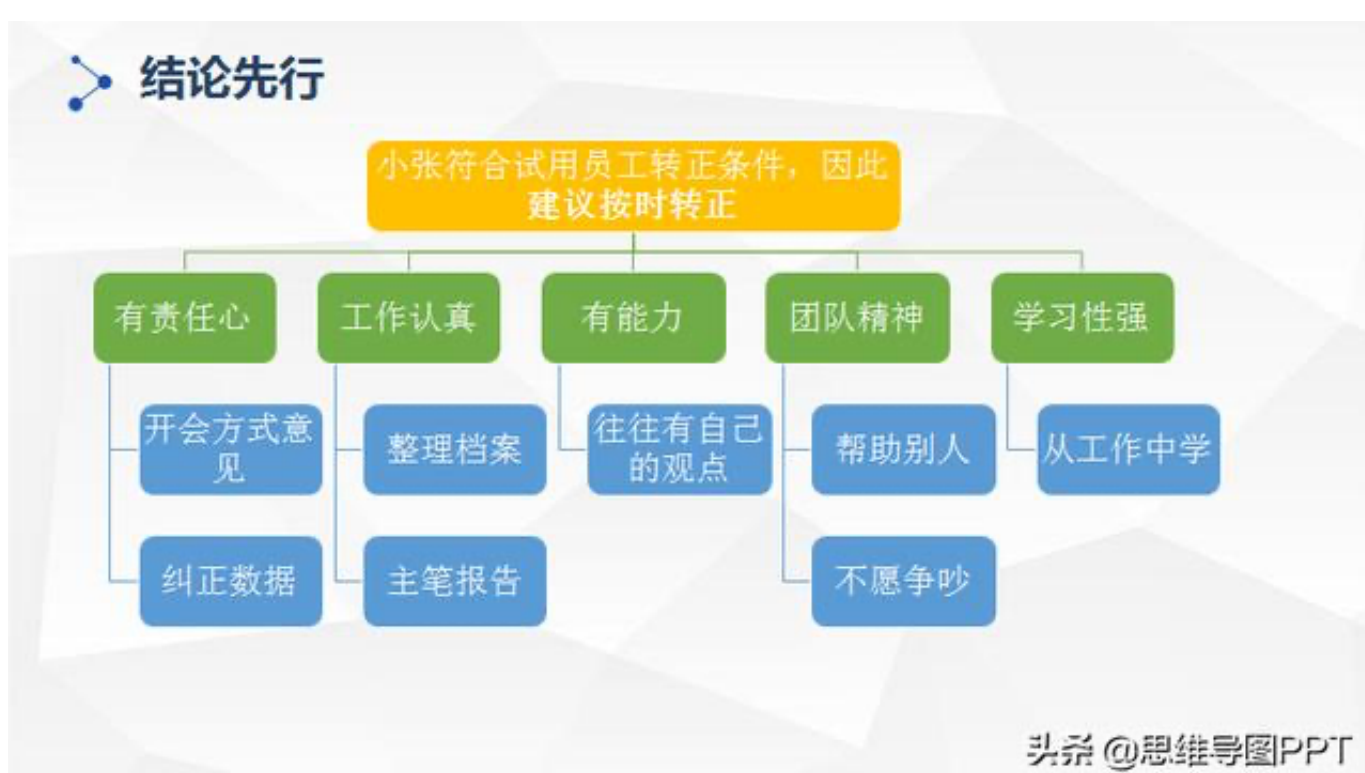 结论先行
小张符合试用员工转正条件，因此
建议按时转正
有责任心
工作认真
有能力
团队精神
学习性强
开会方式意
见
整理档案
往往有自己
的观点
帮助别人
从工作中学
纠正数据
主笔报告
不愿争吵
头条 @思维导图PPT